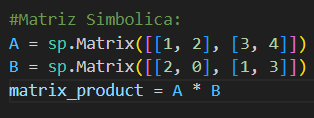 #Matriz Simbolica:
A = sp.Matrix([[1, 2], [3, 4]])
B = sp.Matrix([[2, 0], [1, 3]])
matrix_product = A * B